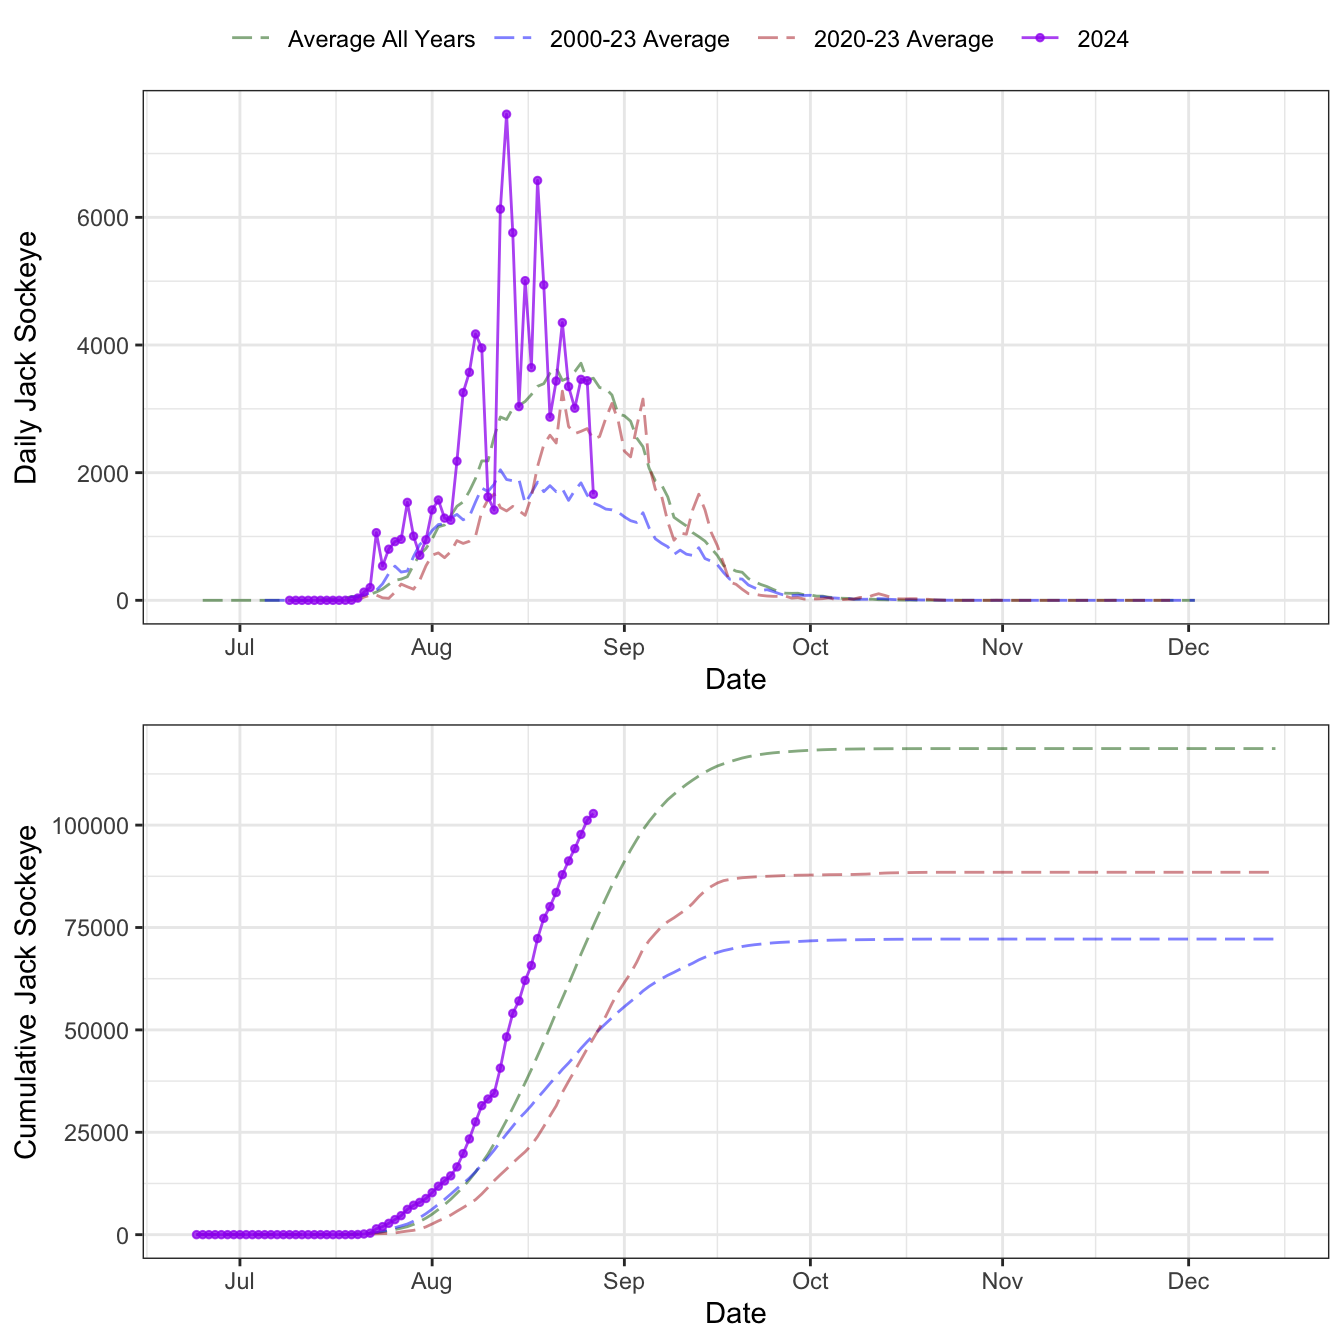 Average All Years 2000-23 Average 2020-23 Average 2024
Daily Jack Sockeye
6000
4000
2000
0
Jul Aug Sep Oct Nov Dec
Date
Cumulative Jack Sockeye
100000
75000
50000
25000
0
Jul Aug Sep Oct Nov Dec
Date